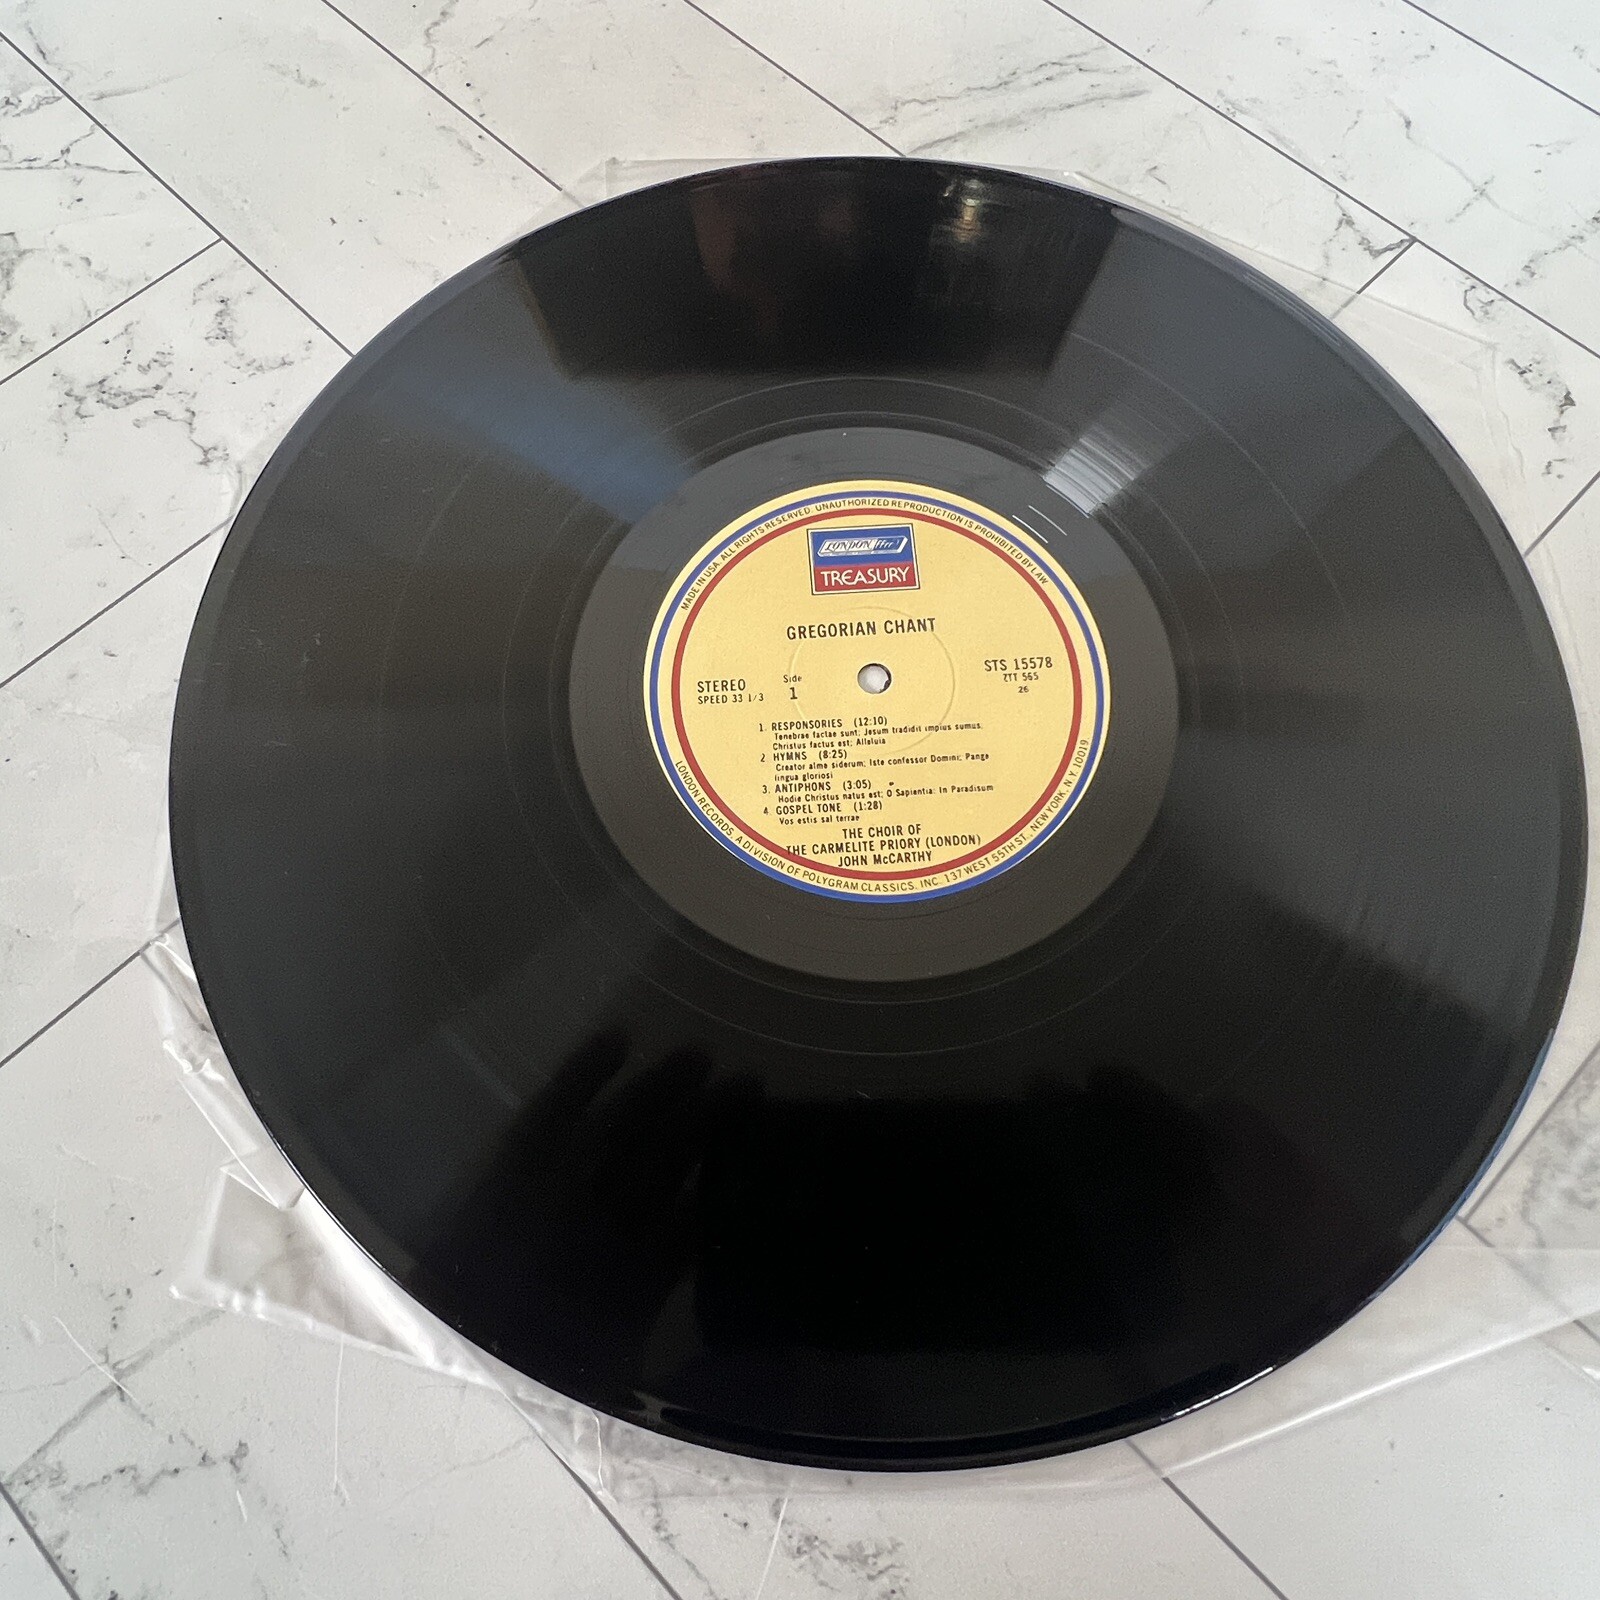 MADE IN USA. ALL RIGHTS RESERVED. UNAUTHORIZED REPRODUCTION IS PROHIBITED BY LAW
LONDON ffrr
TREASURY
GREGORIAN CHANT
STS 15578
ZTT 565
26
STEREO
SPEED 33 1/3
Side
1
1. RESPONSORIES (12:10)
Tenebrae factae sunt; Jesum tradidit impius sumus.
Christus factus est; Alleluia
2 HYMNS (8:25)
Creator alme siderum; Iste confessor Domini; Pange
lingua gloriosi
3. ANTIPHONS (3:05)
Hodie Christus natus est; O Sapientia: In Paradisum
4. GOSPEL TONE (1:28)
Vos estis sal terrae
THE CHOIR OF
THE CARMELITE PRIORY (LONDON)
JOHN McCARTHY
LONDON RECORDS. A DIVISION OF POLYGRAM CLASSICS, INC. 137 WEST 55TH ST., NEW YORK, N.Y. 10019.